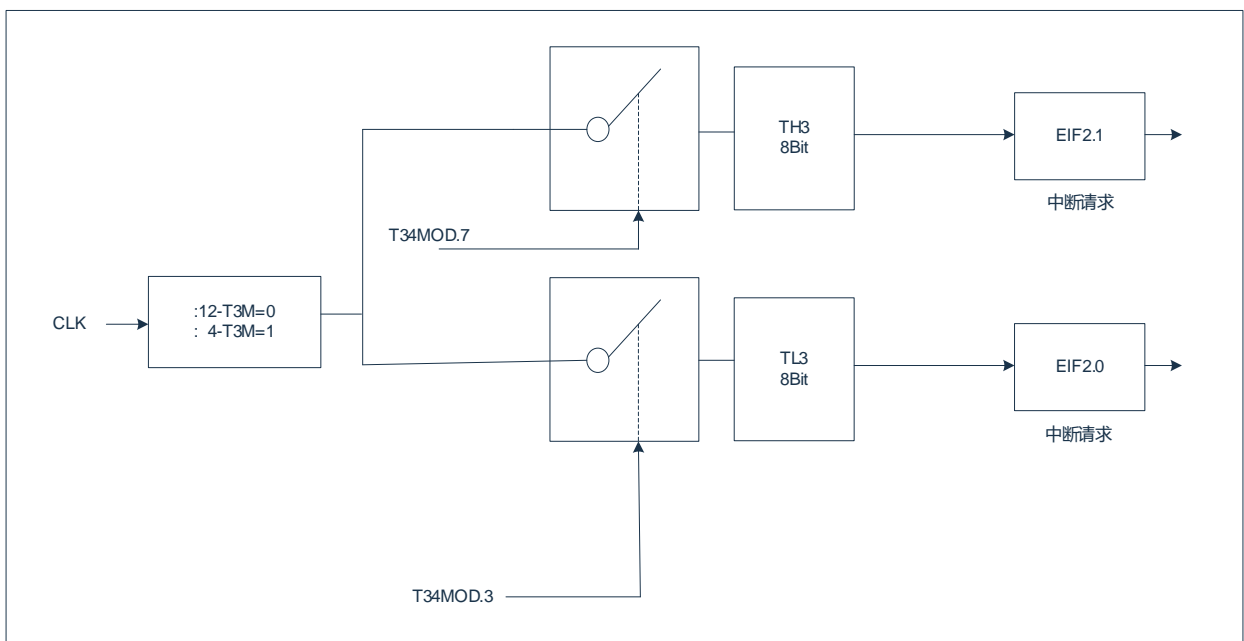 TH3
8Bit
EIF2.1
中断请求
T34MOD.7
CLK
:12-T3M=0
: 4-T3M=1
TL3
8Bit
EIF2.0
中断请求
T34MOD.3